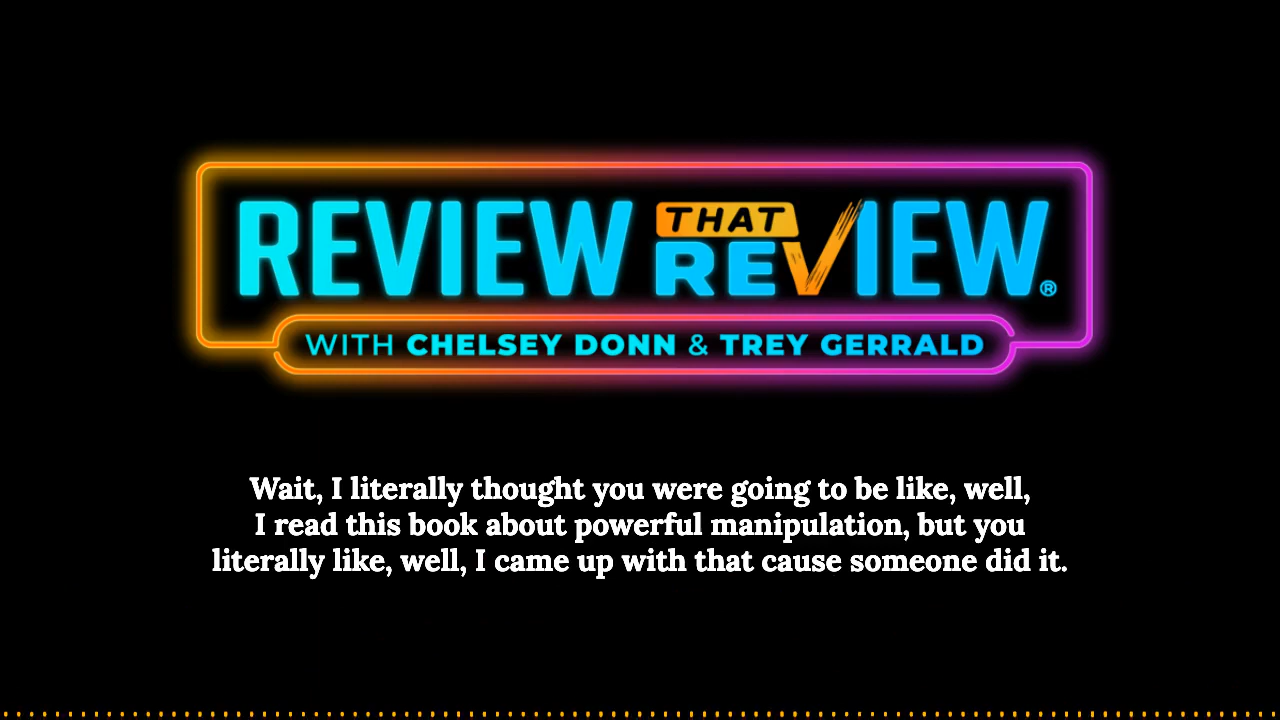 REVIEW THAT REVIEW®
WITH CHELSEY DONN & TREY GERRALD
Wait, I literally thought you were going to be like, well,
I read this book about powerful manipulation, but you
literally like, well, I came up with that cause someone did it.